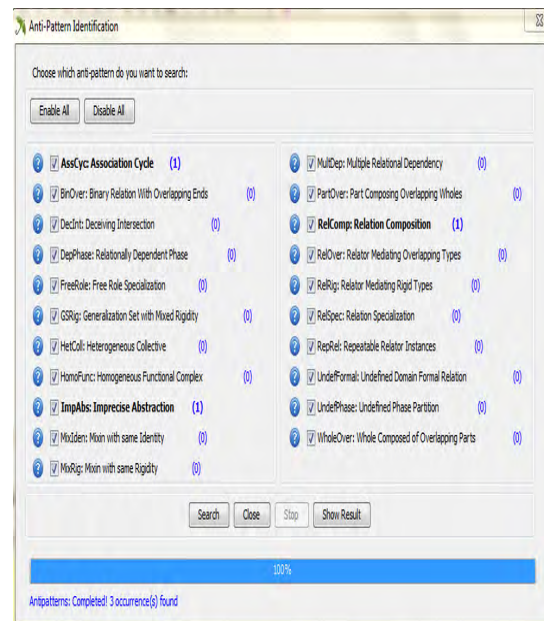 Anti-Pattern Identification
Choose which anti-pattern do you want to search:
Enable All Disable All
AssCyc: Association Cycle (1)
BinOver: Binary Relation With Overlapping Ends (0)
DecInt: Deceiving Intersection (0)
DepPhase: Relationally Dependent Phase (0)
FreeRole: Free Role Specialization (0)
GSRig: Generalization Set with Mixed Rigidity (0)
HetColl: Heterogeneous Collective (0)
HomoFunc: Homogeneous Functional Complex (0)
ImpAbs: Imprecise Abstraction (1)
MixIden: Mixin with same Identity (0)
MixRig: Mixin with same Rigidity (0)
MultDep: Multiple Relational Dependency (0)
PartOver: Part Composing Overlapping Wholes (0)
RelComp: Relation Composition (1)
RelOver: Relator Mediating Overlapping Types (0)
RelRig: Relator Mediating Rigid Types (0)
RelSpec: Relation Specialization (0)
RepRel: Repeatable Relator Instances (0)
UndefFormal: Undefined Domain Formal Relation (0)
UndefPhase: Undefined Phase Partition (0)
WholeOver: Whole Composed of Overlapping Parts (0)
Search Close Stop Show Result
100%
Antipatterns: Completed! 3 occurrence(s) found